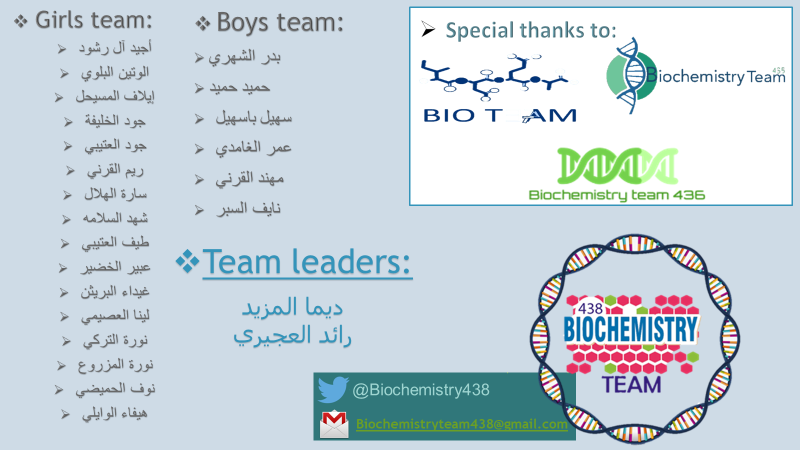 ❖ Girls team:
➢ أجيد آل رشود
➢ الوتين البلوي
➢ إيلاف المسيحل
➢ جود الخليفة
➢ جود العتيبي
➢ ريم القرني
➢ سارة الهلال
➢ شهد السلامه
➢ طيف العتيبي
➢ عبير الخضير
➢ غيداء البريثن
➢ لينا العصيمي
➢ نورة التركي
➢ نورة المزروع
➢ نوف الحميضي
➢ هيفاء الوايلي
❖ Boys team:
➢ بدر الشهري
➢ حميد حميد
➢ سهيل باسهيل
➢ عمر الغامدي
➢ مهند القرني
➢ نايف السبر
➢ Special thanks to:
BIO T AM
Biochemistry Team 435
Biochemistry team 436
❖Team leaders:
ديما المزيد
رائد العجيري
@Biochemistry438
Biochemistryteam438@gmail.com
438
BIOCHEMISTRY
TEAM